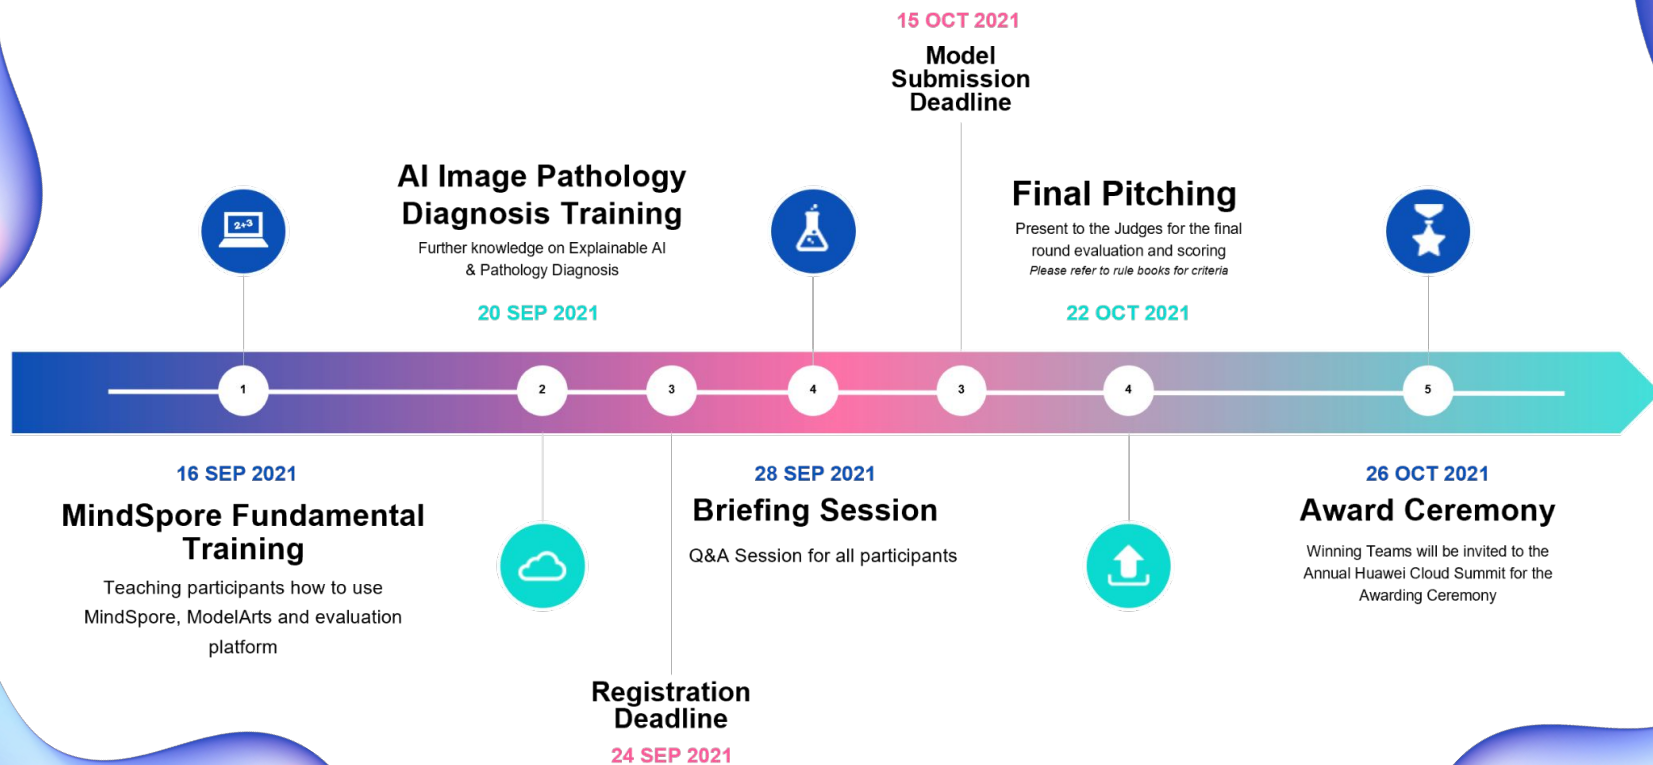 15 OCT 2021
Model
Submission
Deadline
AI Image Pathology
Diagnosis Training
Further knowledge on Explainable AI
& Pathology Diagnosis
20 SEP 2021
Final Pitching
Present to the Judges for the final
round evaluation and scoring
Please refer to rule books for criteria
22 OCT 2021
2+3
1
2
3
4
3
4
5
16 SEP 2021
MindSpore Fundamental
Training
Teaching participants how to use
MindSpore, ModelArts and evaluation
platform
28 SEP 2021
Briefing Session
Q&A Session for all participants
26 OCT 2021
Award Ceremony
Winning Teams will be invited to the
Annual Huawei Cloud Summit for the
Awarding Ceremony
Registration
Deadline
24 SEP 2021